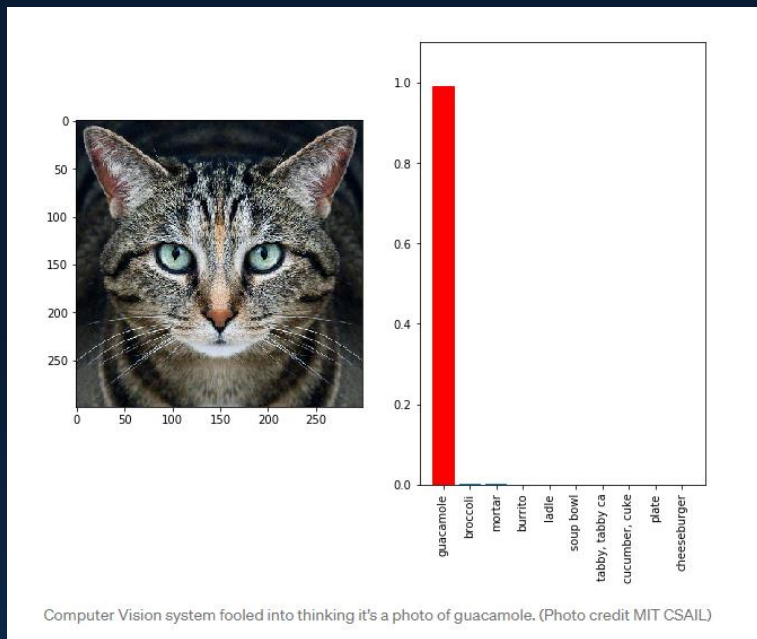 0
50
100
150
200
250
0 50 100 150 200 250
1.0
0.8
0.6
0.4
0.2
0.0
guacamole
broccoli
mortar
burrito
ladle
soup bowl
tabby, tabby ca
cucumber, cuke
plate
cheeseburger
Computer Vision system fooled into thinking it's a photo of guacamole. (Photo credit MIT CSAIL)